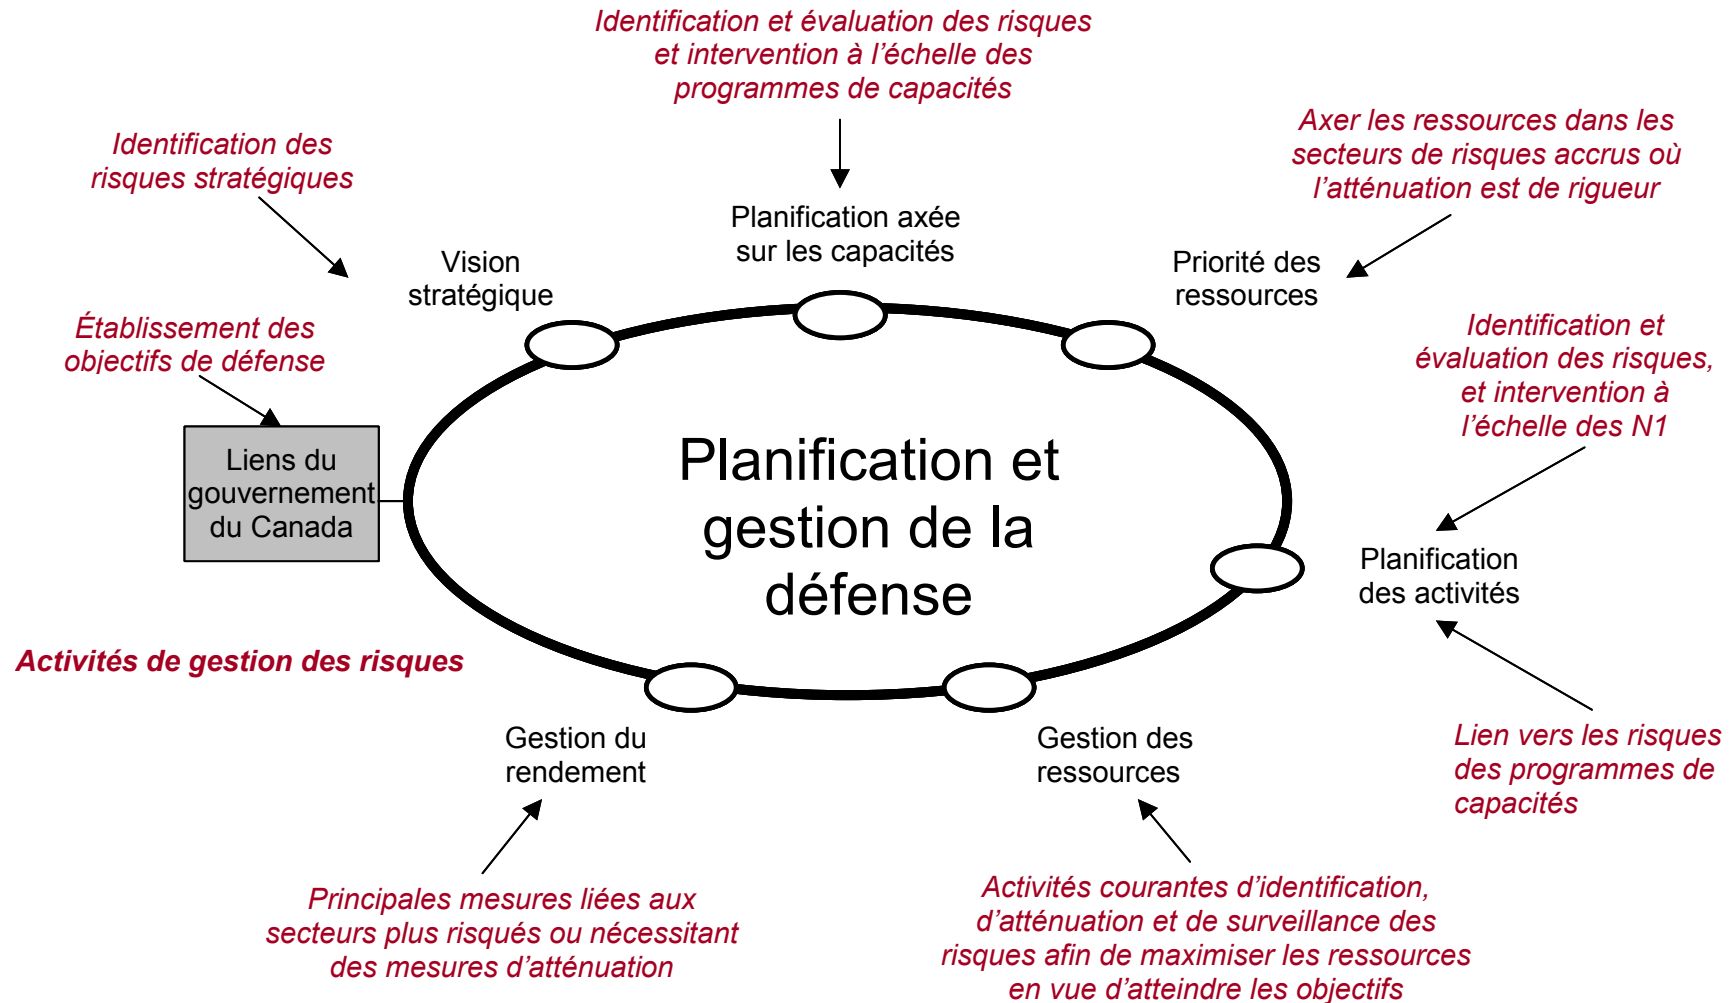 Identification et évaluation des risques
et intervention à l’échelle des
programmes de capacités
Identification des
risques stratégiques
Axer les ressources dans les
secteurs de risques accrus où
l’atténuation est de rigueur
Vision
stratégique
Planification axée
sur les capacités
Priorité des
ressources
Établissement des
objectifs de défense
Identification et
évaluation des risques,
et intervention à
l’échelle des N1
Liens du
gouvernement
du Canada
Planification et
gestion de la
défense
Planification
des activités
Activités de gestion des risques
Gestion du
rendement
Gestion des
ressources
Lien vers les risques
des programmes de
capacités
Principales mesures liées aux
secteurs plus risqués ou nécessitant
des mesures d’atténuation
Activités courantes d’identification,
d’atténuation et de surveillance des
risques afin de maximiser les ressources
en vue d’atteindre les objectifs